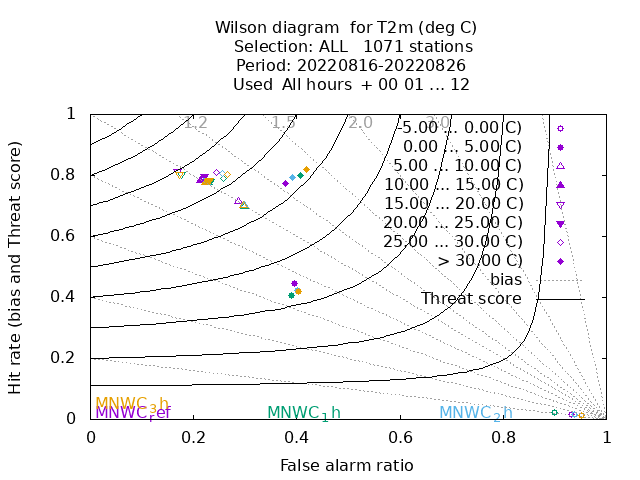 Wilson diagram  for T2m (deg C)
Selection: ALL   1071 stations
Period: 20220816-20220826
Used  All hours  + 00 01 ... 12
Hit rate (bias and Threat score)
1
0.8
0.6
0.4
0.2
0
1.2 1.5 2.0 3.0
-5.00 ... 0.00 C)
0.00 ... 5.00 C)
5.00 ... 10.00 C)
10.00 ... 15.00 C)
15.00 ... 20.00 C)
20.00 ... 25.00 C)
25.00 ... 30.00 C)
> 30.00 C)
bias
Threat score
MNWC_3h
MNWC_ref MNWC_1h MNWC_2h
0 0.2 0.4 0.6 0.8 1
False alarm ratio